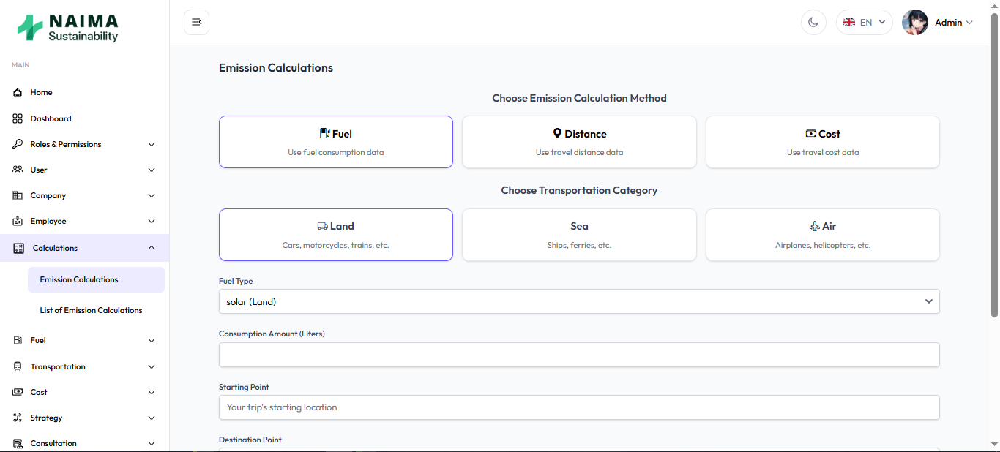 NAIMA
Sustainability
EN
Admin
MAIN
Home
Dashboard
Roles & Permissions
User
Company
Employee
Calculations
Emission Calculations
List of Emission Calculations
Fuel
Transportation
Cost
Strategy
Consultation
Emission Calculations
Choose Emission Calculation Method
Fuel
Use fuel consumption data
Distance
Use travel distance data
Cost
Use travel cost data
Choose Transportation Category
Land
Cars, motorcycles, trains, etc.
Sea
Ships, ferries, etc.
Air
Airplanes, helicopters, etc.
Fuel Type
solar (Land)
Consumption Amount (Liters)
Starting Point
Your trip's starting location
Destination Point